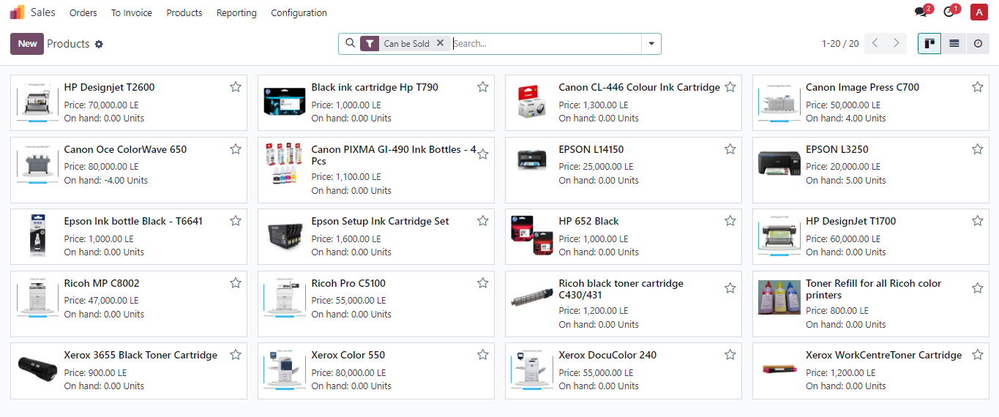 Sales Orders To Invoice Products Reporting Configuration 2 1 A
New Products Can be Sold Search... 1-20 / 20
HP Designjet T2600
Price: 70,000.00 LE
On hand: 0.00 Units
Black ink cartridge Hp T790
Price: 1,000.00 LE
On hand: 0.00 Units
Canon CL-446 Colour Ink Cartridge
Price: 1,300.00 LE
On hand: 0.00 Units
Canon Image Press C700
Price: 50,000.00 LE
On hand: 4.00 Units
Canon Oce ColorWave 650
Price: 80,000.00 LE
On hand: -4.00 Units
Canon PIXMA GI-490 Ink Bottles - 4
Pcs
Price: 1,100.00 LE
On hand: 0.00 Units
EPSON L14150
Price: 25,000.00 LE
On hand: 0.00 Units
EPSON L3250
Price: 20,000.00 LE
On hand: 5.00 Units
Epson Ink bottle Black - T6641
Price: 1,000.00 LE
On hand: 0.00 Units
Epson Setup Ink Cartridge Set
Price: 1,600.00 LE
On hand: 0.00 Units
HP 652 Black
Price: 1,000.00 LE
On hand: 0.00 Units
HP DesignJet T1700
Price: 60,000.00 LE
On hand: 0.00 Units
Ricoh MP C8002
Price: 47,000.00 LE
On hand: 0.00 Units
Ricoh Pro C5100
Price: 55,000.00 LE
On hand: 0.00 Units
Ricoh black toner cartridge
C430/431
Price: 1,200.00 LE
On hand: 0.00 Units
Toner Refill for all Ricoh color
printers
Price: 800.00 LE
On hand: 0.00 Units
Xerox 3655 Black Toner Cartridge
Price: 900.00 LE
On hand: 0.00 Units
Xerox Color 550
Price: 80,000.00 LE
On hand: 0.00 Units
Xerox DocuColor 240
Price: 55,000.00 LE
On hand: 0.00 Units
Xerox WorkCentreToner Cartridge
Price: 1,200.00 LE
On hand: 0.00 Units